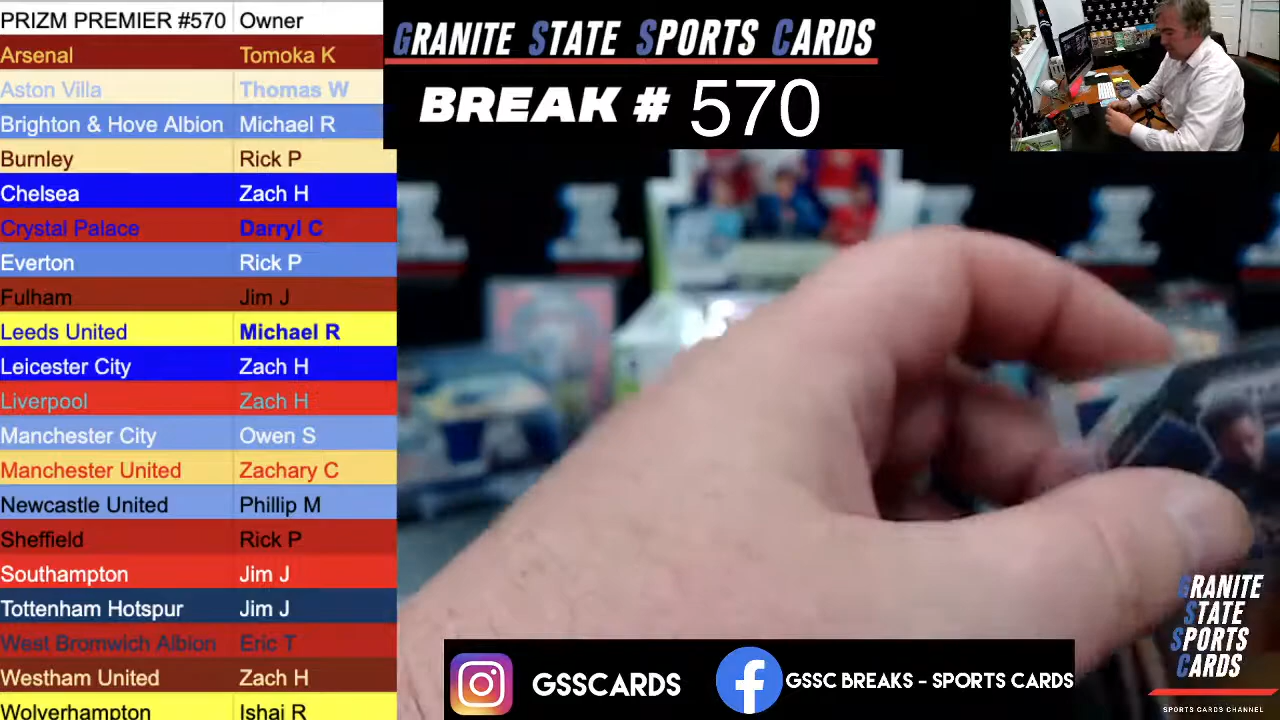 PRIZM PREMIER #570 Owner
Arsenal Tomoka K
Aston Villa Thomas W
Brighton & Hove Albion Michael R
Burnley Rick P
Chelsea Zach H
Crystal Palace Darryl C
Everton Rick P
Fulham Jim J
Leeds United Michael R
Leicester City Zach H
Liverpool Zach H
Manchester City Owen S
Manchester United Zachary C
Newcastle United Phillip M
Sheffield Rick P
Southampton Jim J
Tottenham Hotspur Jim J
West Bromwich Albion Eric T
Westham United Zach H
Wolverhampton Ishai R
GRANITE STATE SPORTS CARDS
BREAK # 570
GSSCARDS
GSSC BREAKS - SPORTS CARDS
GRANITE
STATE
SPORTS
CARDS
SPORTS CARDS CHANNEL